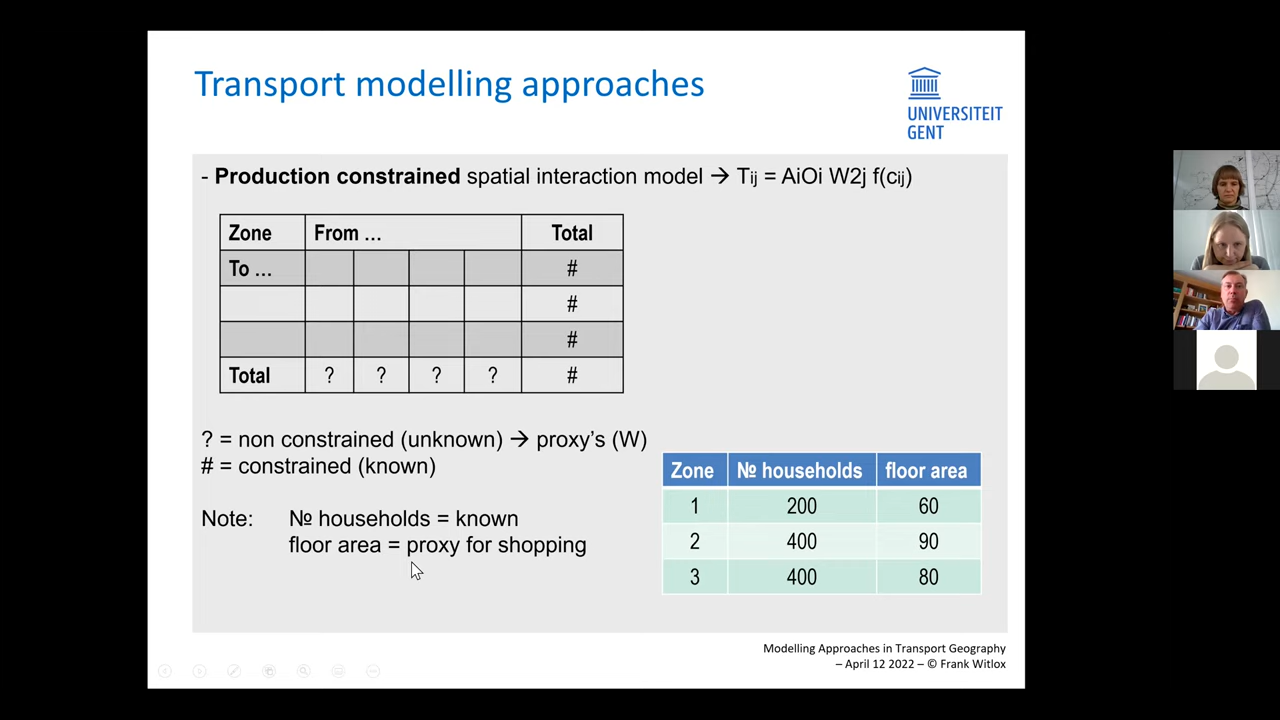 Transport modelling approaches
UNIVERSITEIT
GENT
- Production constrained spatial interaction model → Tij = AiOi W2j f(cij)
Zone From … Total
To … #
#
#
Total ? ? ? ? #
? = non constrained (unknown) → proxy's (W)
# = constrained (known)
Note: № households = known
floor area = proxy for shopping
Zone № households floor area
1 200 60
2 400 90
3 400 80
Modelling Approaches in Transport Geography
– April 12 2022 – © Frank Witlox